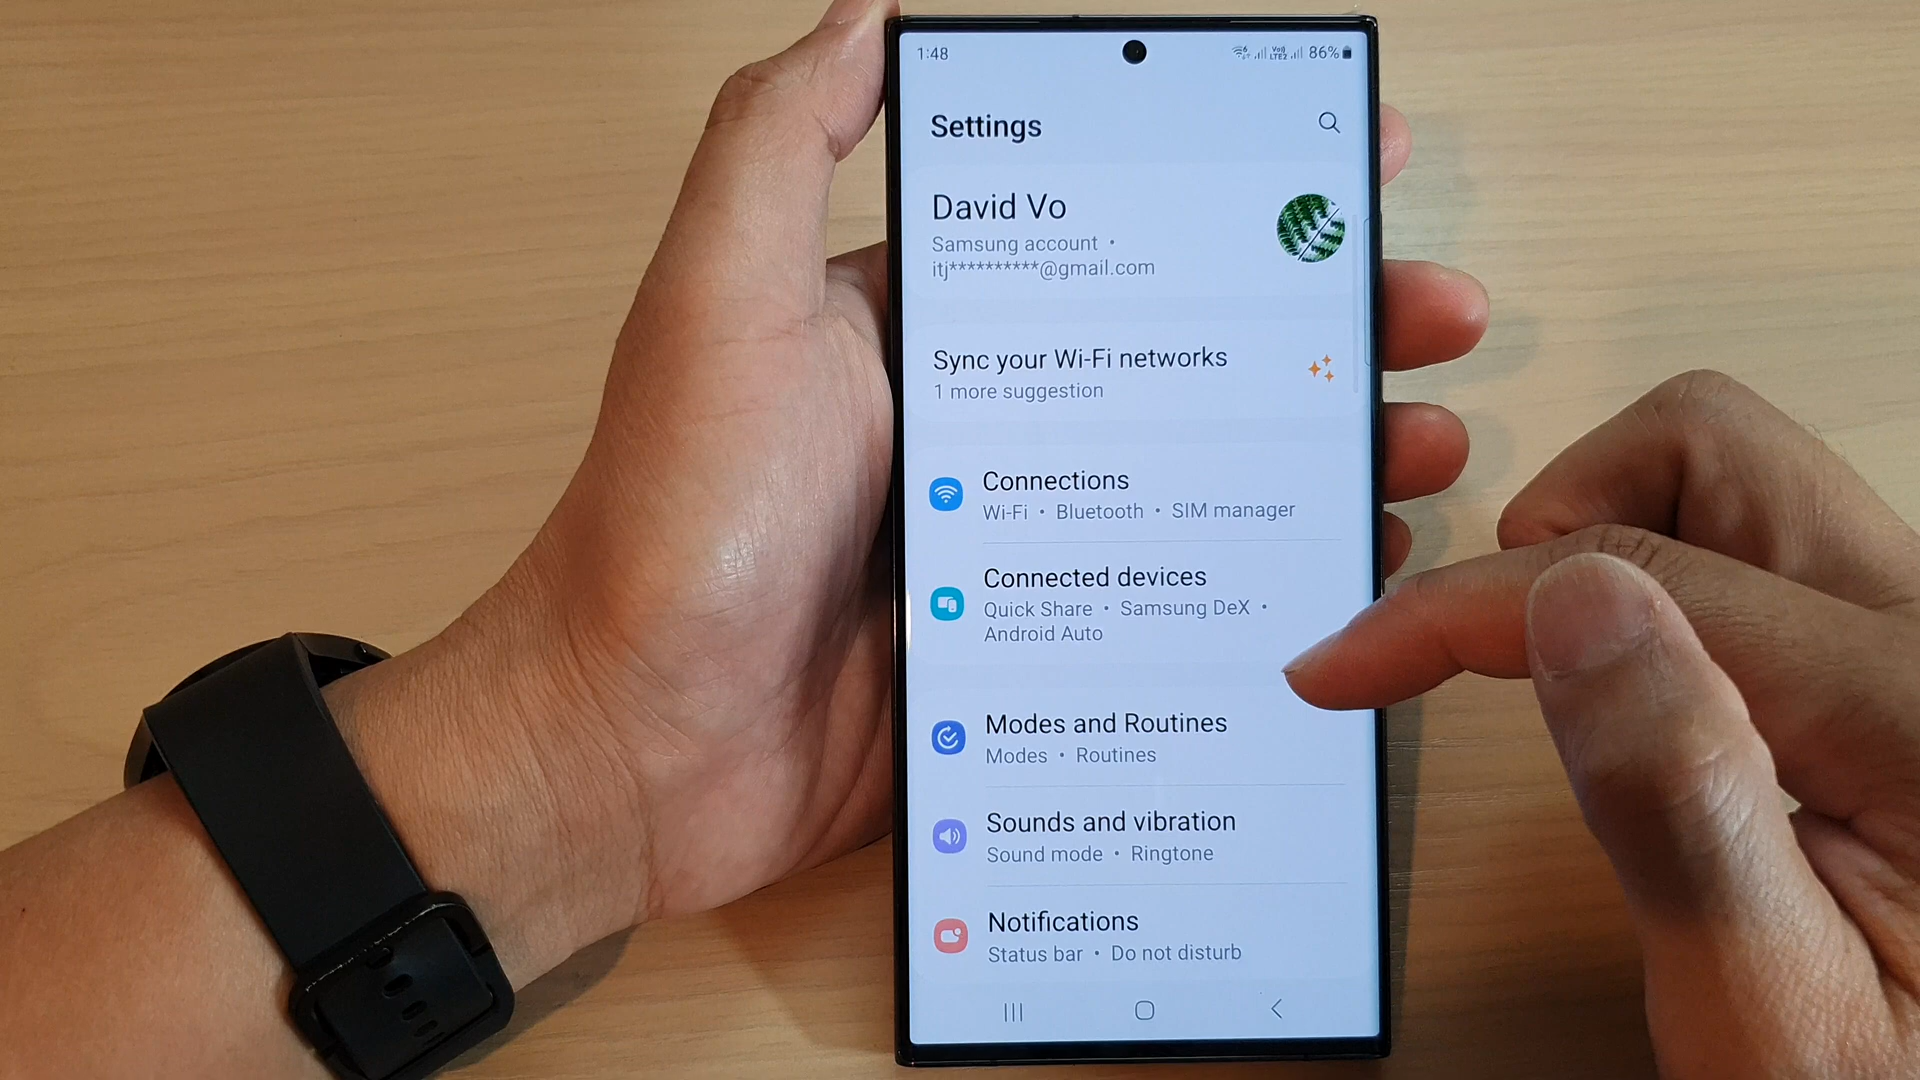 1:48 86%
Settings
David Vo
Samsung account •
itj**********@gmail.com
Sync your Wi-Fi networks
1 more suggestion
Connections
Wi-Fi • Bluetooth • SIM manager
Connected devices
Quick Share • Samsung DeX •
Android Auto
Modes and Routines
Modes • Routines
Sounds and vibration
Sound mode • Ringtone
Notifications
Status bar • Do not disturb